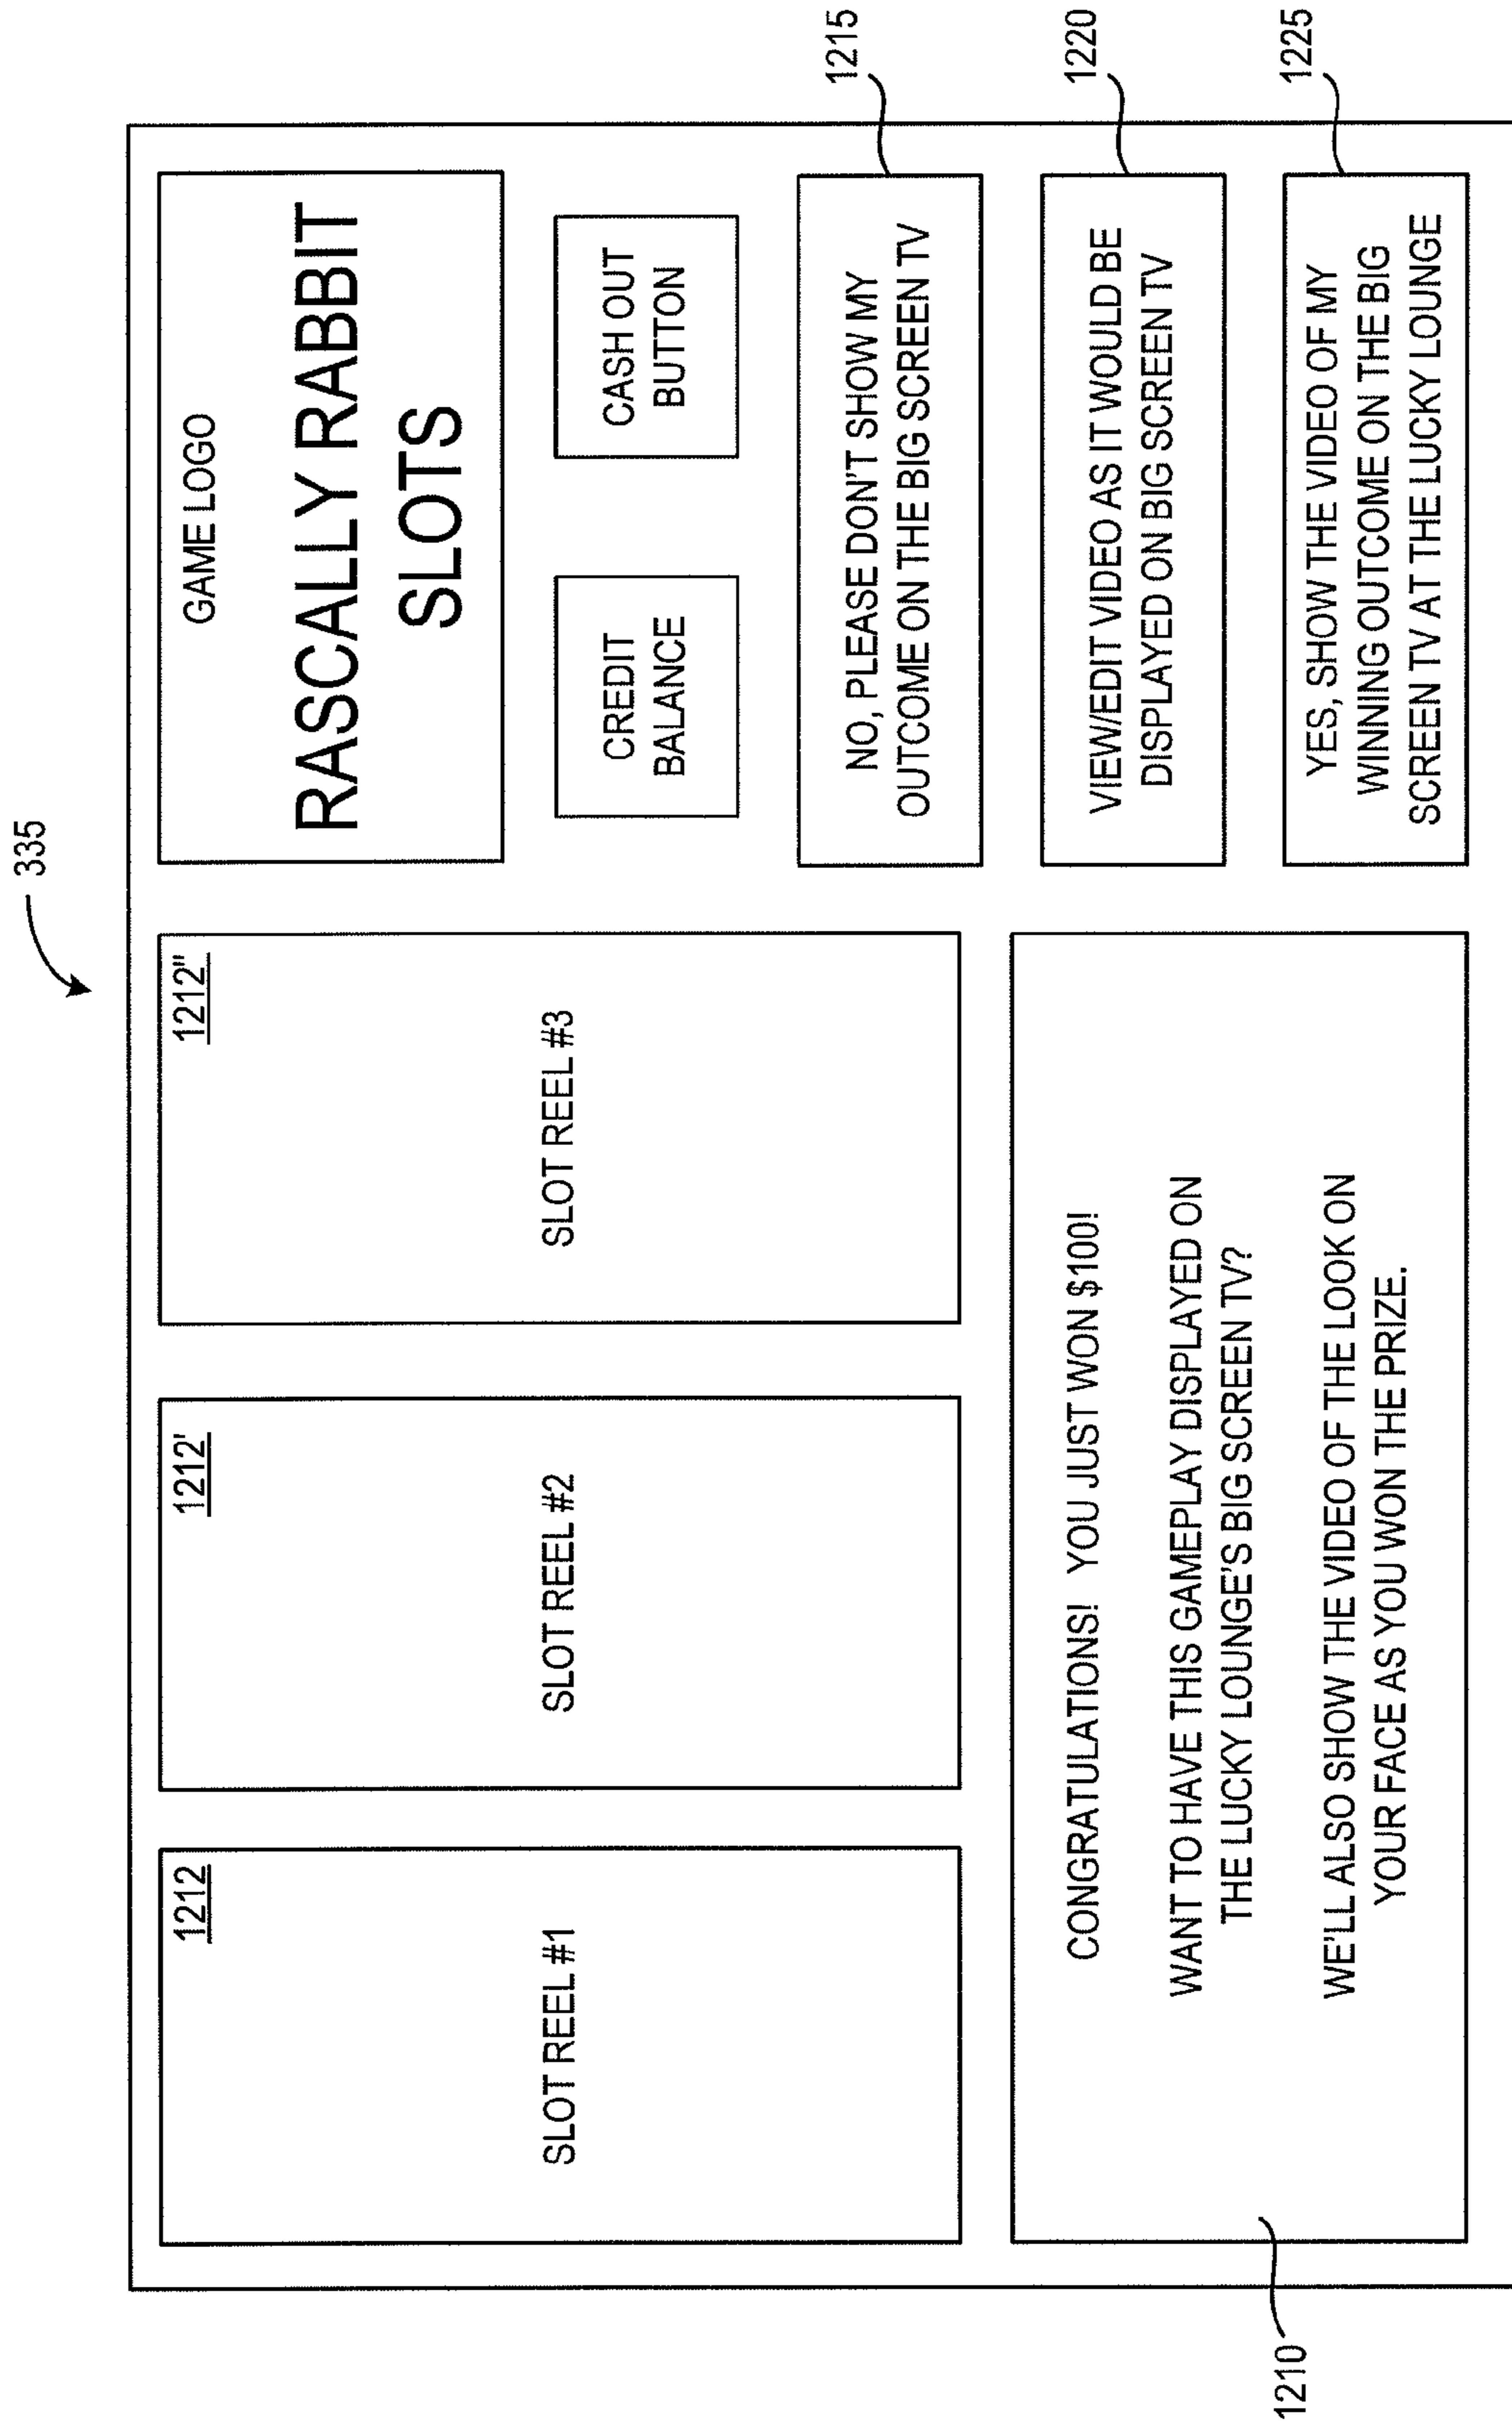 335
1212
SLOT REEL #1
1212'
SLOT REEL #2
1212"
SLOT REEL #3
GAME LOGO
RASCALLY RABBIT
SLOTS
CREDIT
BALANCE
CASH OUT
BUTTON
1210
CONGRATULATIONS! YOU JUST WON $100!
WANT TO HAVE THIS GAMEPLAY DISPLAYED ON
THE LUCKY LOUNGE'S BIG SCREEN TV?
WE'LL ALSO SHOW THE VIDEO OF THE LOOK ON
YOUR FACE AS YOU WON THE PRIZE.
NO, PLEASE DON'T SHOW MY
OUTCOME ON THE BIG SCREEN TV
1215
VIEW/EDIT VIDEO AS IT WOULD BE
DISPLAYED ON BIG SCREEN TV
1220
YES, SHOW THE VIDEO OF MY
WINNING OUTCOME ON THE BIG
SCREEN TV AT THE LUCKY LOUNGE
1225